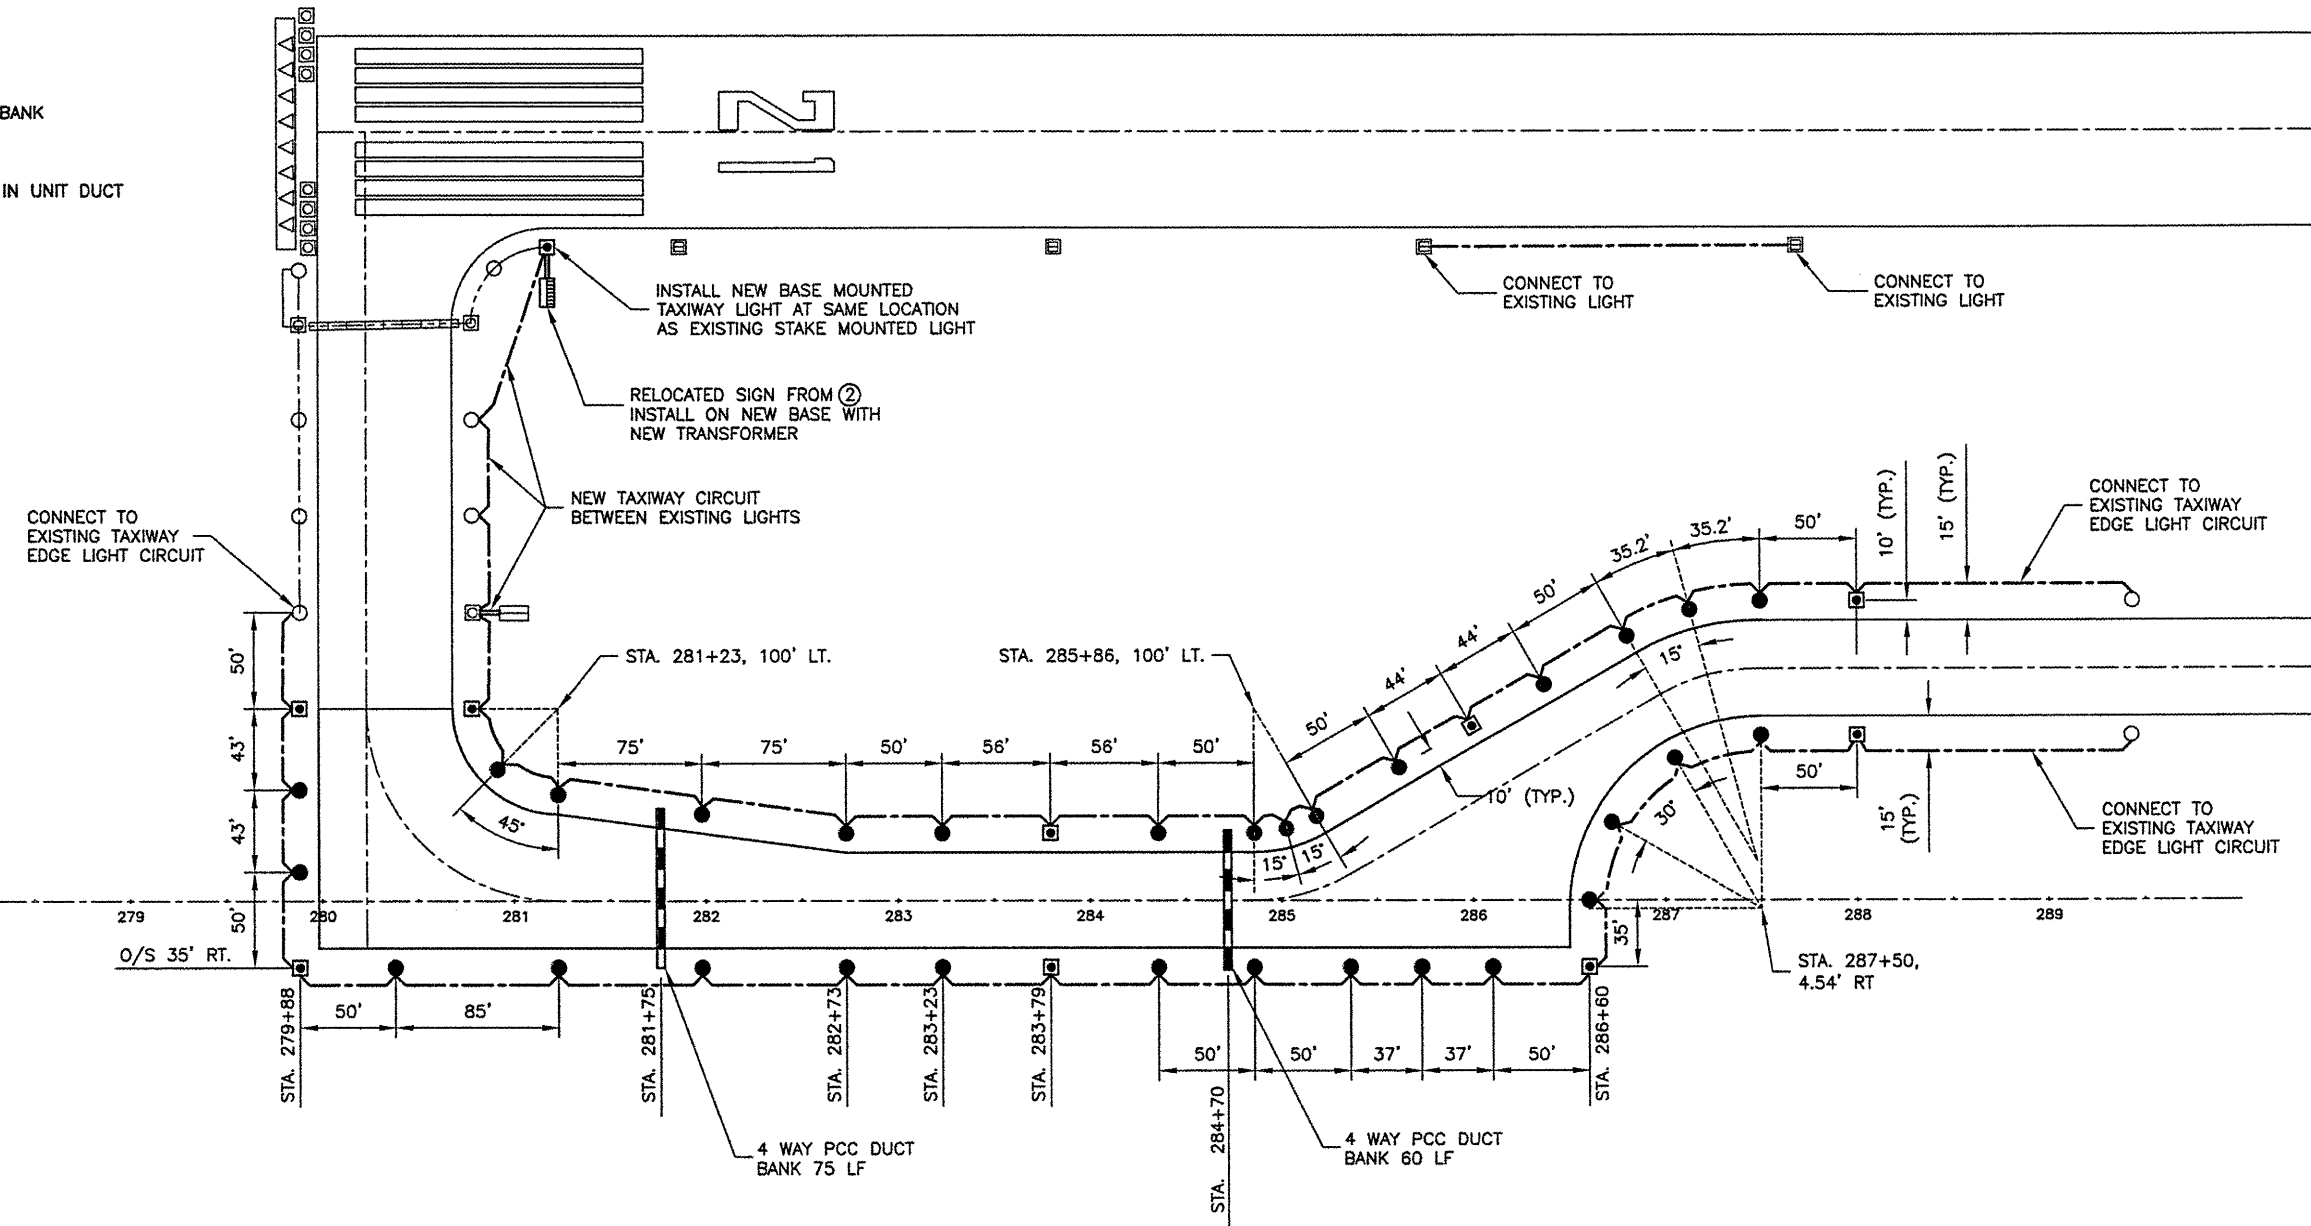 BANK
IN UNIT DUCT
12
INSTALL NEW BASE MOUNTED
TAXIWAY LIGHT AT SAME LOCATION
AS EXISTING STAKE MOUNTED LIGHT
CONNECT TO
EXISTING LIGHT
CONNECT TO
EXISTING LIGHT
RELOCATED SIGN FROM ②
INSTALL ON NEW BASE WITH
NEW TRANSFORMER
NEW TAXIWAY CIRCUIT
BETWEEN EXISTING LIGHTS
CONNECT TO
EXISTING TAXIWAY
EDGE LIGHT CIRCUIT
CONNECT TO
EXISTING TAXIWAY
EDGE LIGHT CIRCUIT
10' (TYP.)
15' (TYP.)
50'
35.2'
35.2'
50'
44'
44'
50'
15°
STA. 281+23, 100' LT.
STA. 285+86, 100' LT.
50'
43'
43'
50'
75'
75'
50'
56'
56'
50'
45°
15°
15°
10' (TYP.)
30°
50'
15'
(TYP.)
CONNECT TO
EXISTING TAXIWAY
EDGE LIGHT CIRCUIT
279
280
281
282
283
284
285
286
287
288
289
O/S 35' RT.
35'
STA. 287+50,
4.54' RT
50'
85'
50'
50'
37'
37'
50'
STA. 279+88
STA. 281+75
STA. 282+73
STA. 283+23
STA. 283+79
STA. 284+70
STA. 286+60
4 WAY PCC DUCT
BANK 75 LF
4 WAY PCC DUCT
BANK 60 LF